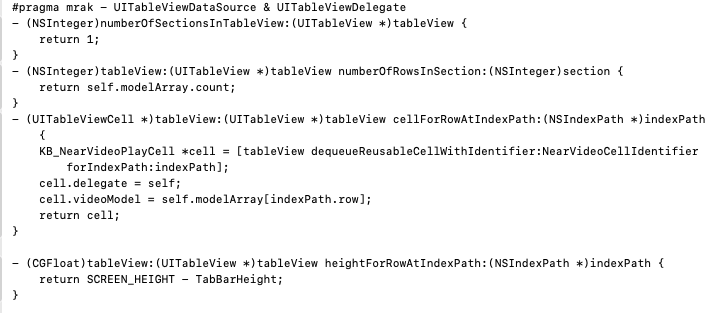 #pragma mrak – UITableViewDataSource & UITableViewDelegate
– (NSInteger)numberOfSectionsInTableView:(UITableView *)tableView {
    return 1;
}
– (NSInteger)tableView:(UITableView *)tableView numberOfRowsInSection:(NSInteger)section {
    return self.modelArray.count;
}
– (UITableViewCell *)tableView:(UITableView *)tableView cellForRowAtIndexPath:(NSIndexPath *)indexPath
    {
    KB_NearVideoPlayCell *cell = [tableView dequeueReusableCellWithIdentifier:NearVideoCellIdentifier
        forIndexPath:indexPath];
    cell.delegate = self;
    cell.videoModel = self.modelArray[indexPath.row];
    return cell;
}

– (CGFloat)tableView:(UITableView *)tableView heightForRowAtIndexPath:(NSIndexPath *)indexPath {
    return SCREEN_HEIGHT – TabBarHeight;
}